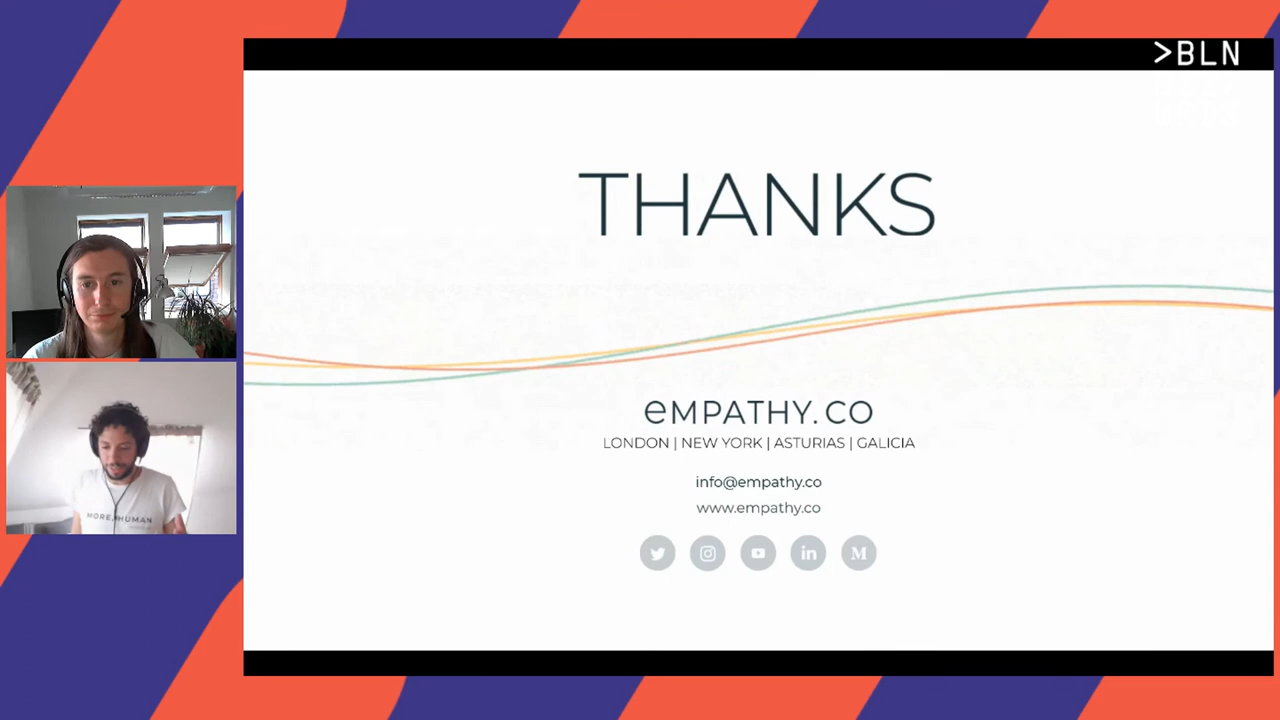 >BLN
THANKS
eMPATHY.CO
LONDON | NEW YORK | ASTURIAS | GALICIA
info@empathy.co
www.empathy.co
MORE HUMAN